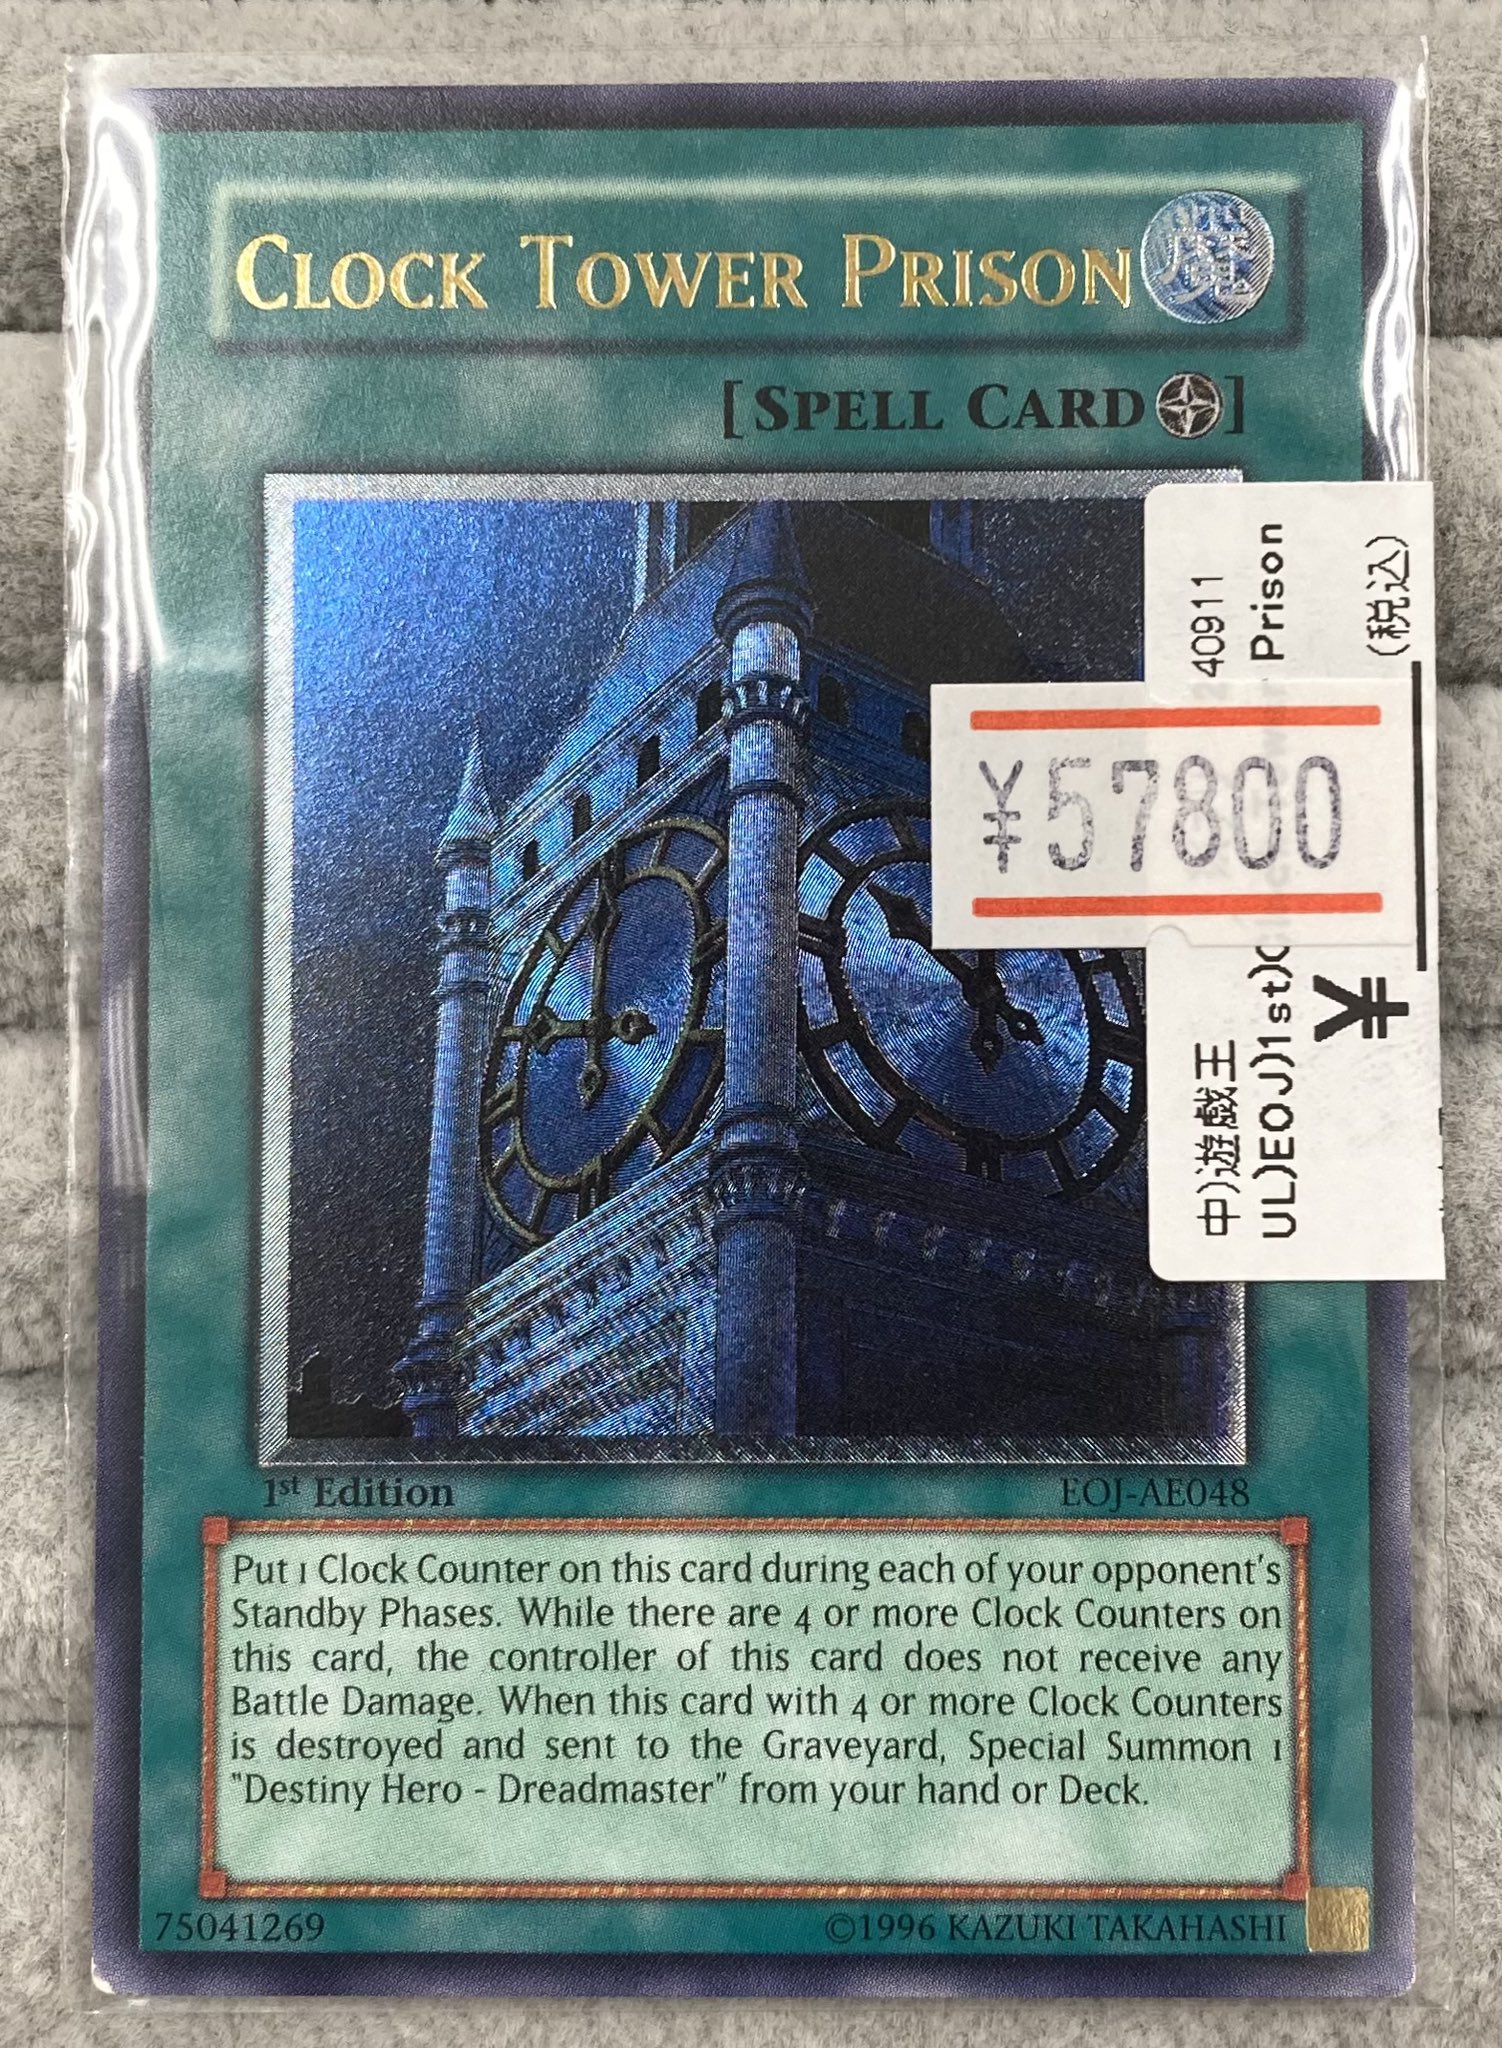 CLOCK TOWER PRISON
魔
[SPELL CARD]
40911
Prison
(税込)
¥57800
中)遊戯王
UL)EOJ)1st)C
¥
1st Edition
EOJ-AE048
Put 1 Clock Counter on this card during each of your opponent's
Standby Phases. While there are 4 or more Clock Counters on
this card, the controller of this card does not receive any
Battle Damage. When this card with 4 or more Clock Counters
is destroyed and sent to the Graveyard, Special Summon 1
"Destiny Hero - Dreadmaster" from your hand or Deck.
75041269
©1996 KAZUKI TAKAHASHI